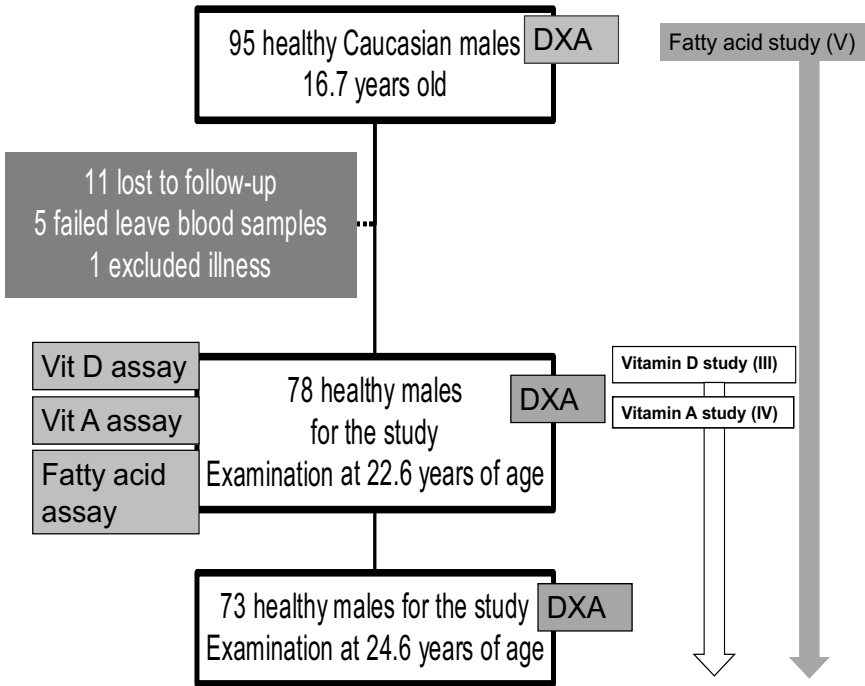 95 healthy Caucasian males
16.7 years old
DXA
Fatty acid study (V)
11 lost to follow-up
5 failed leave blood samples
1 excluded illness
Vit D assay
Vit A assay
Fatty acid
assay
78 healthy males
for the study
Examination at 22.6 years of age
DXA
Vitamin D study (III)
Vitamin A study (IV)
73 healthy males for the study
Examination at 24.6 years of age
DXA